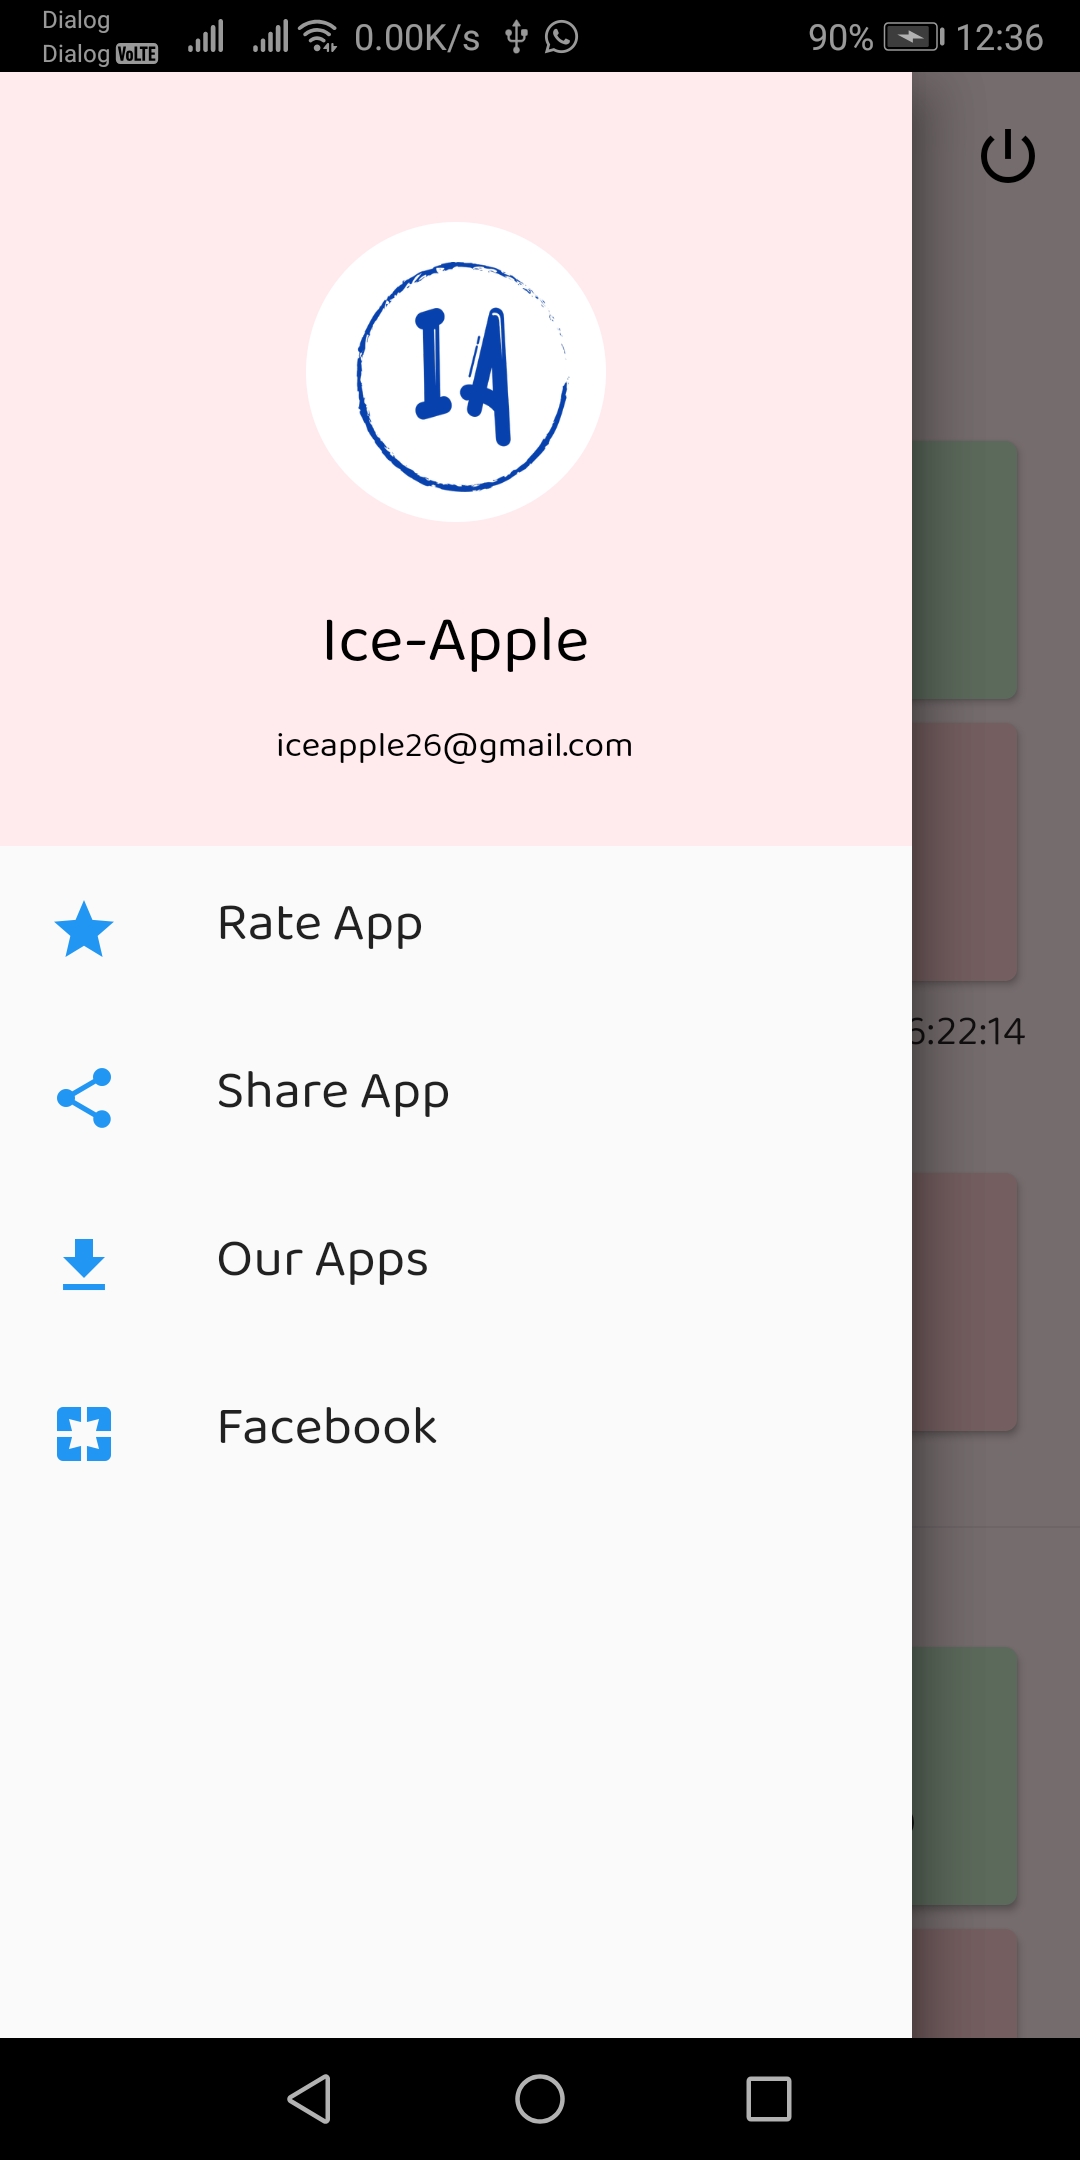 Dialog
Dialog VoLTE 0.00K/s 90% 12:36
IA
Ice-Apple
iceapple26@gmail.com
Rate App
6:22:14
Share App
Our Apps
Facebook